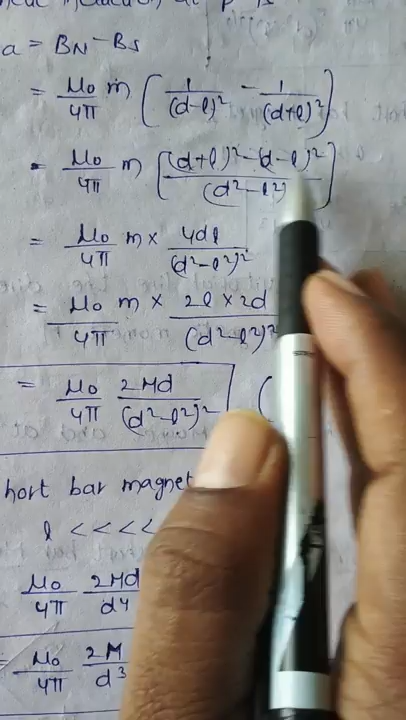 at P is
a = BN - BS
= μ0/4π m [1/(d-l)² - 1/(d+l)²]
= μ0/4π m [(d+l)² - (d-l)²/(d²-l²)]
= μ0/4π m × 4dl/(d²-l²)²
= μ0/4π m × 2l × 2d/(d²-l²)²
= μ0/4π 2Md/(d²-l²)² (
hort bar magnet
l <<<<
μ0/4π 2Md/d4
= μ0/4π 2M/d³